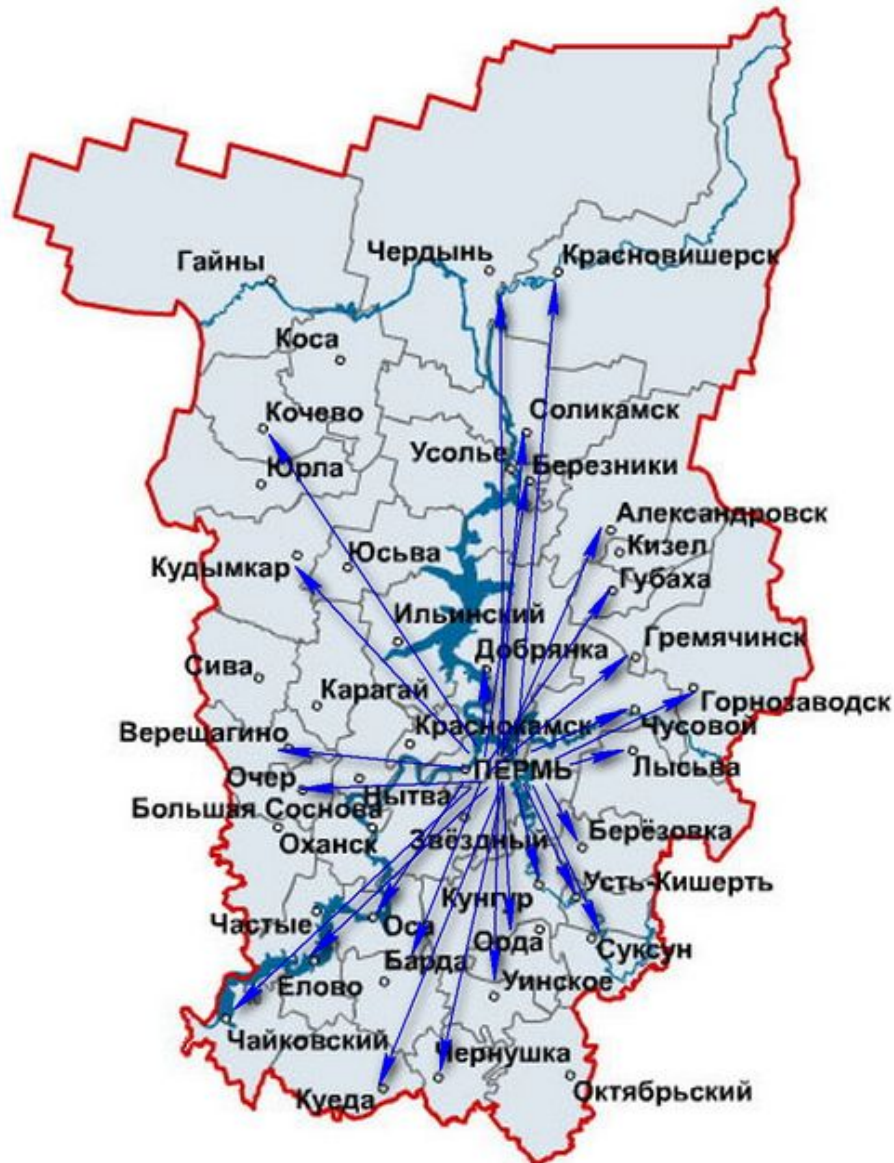 Чердынь
Красновишерск
Гайны
Коса
Кочево
Соликамск
Усолье
Березники
Юрла
Александровск
Кизел
Юсьва
Кудымкар
Губаха
Ильинский
Гремячинск
Добрянка
Сива
Карагай
Горнозаводск
Краснокамск
Чусовой
Верещагино
ПЕРМЬ
Лысьва
Очер
Нытва
Большая Соснова
Звёздный
Берёзовка
Оханск
Усть-Кишерть
Кунгур
Частые
Оса
Орда
Суксун
Барда
Уинское
Елово
Чайковский
Чернушка
Октябрьский
Куеда